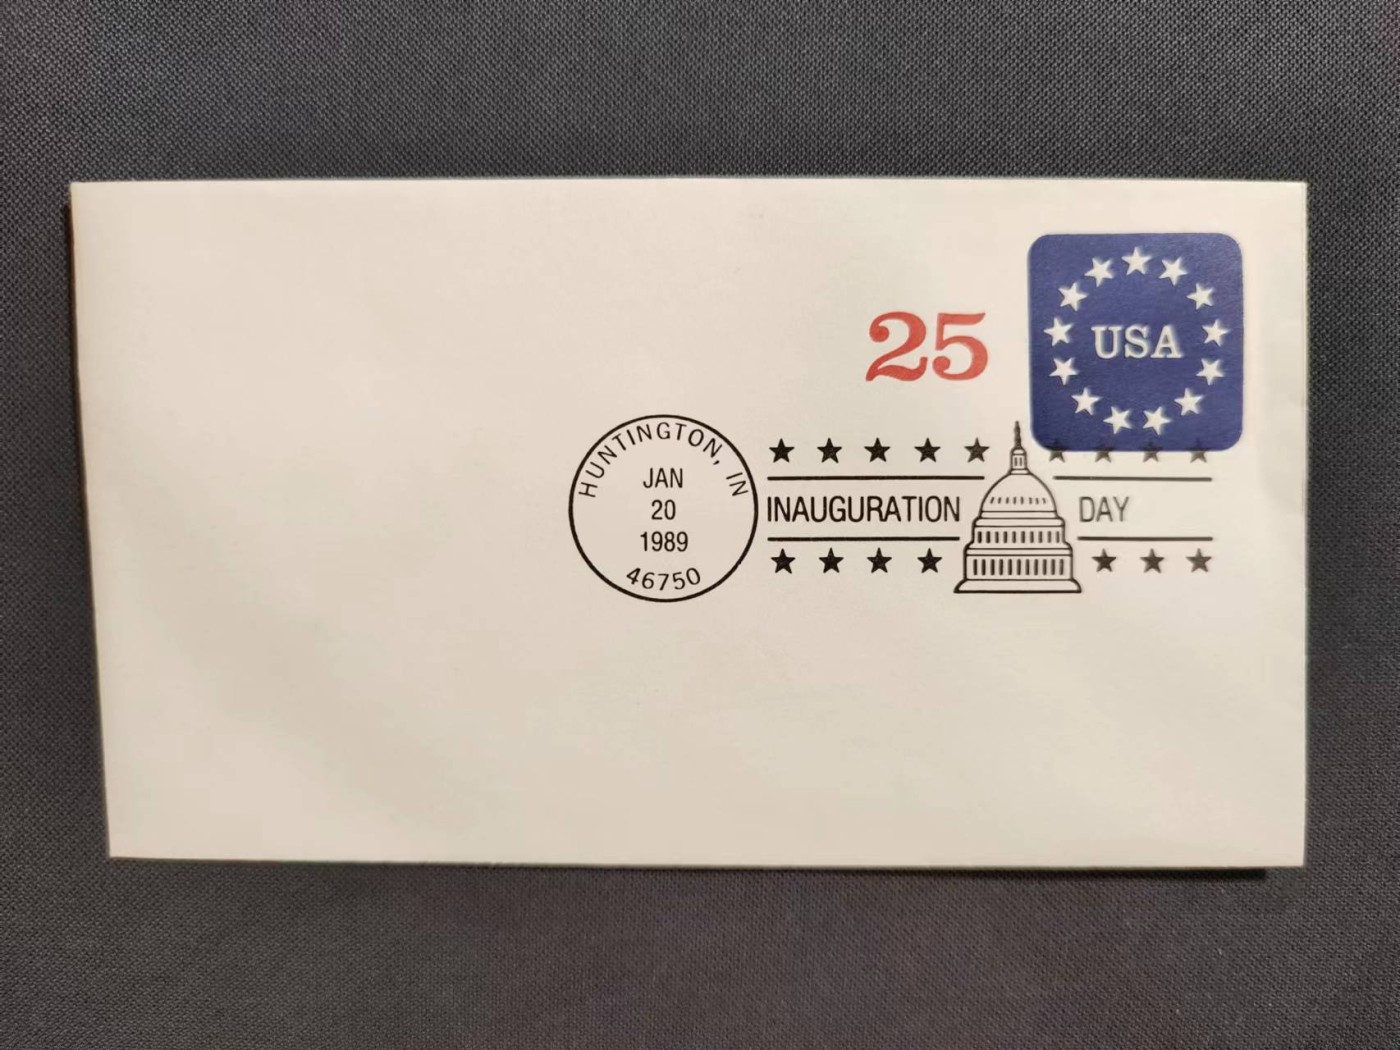 25
USA
HUNTINGTON, IN
JAN
20
1989
46750
INAUGURATION DAY